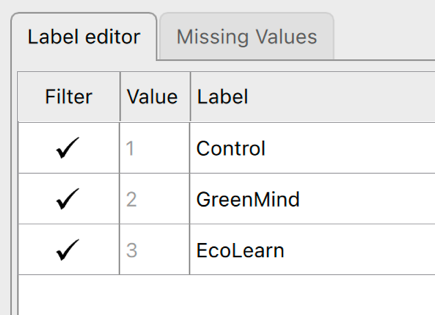 Label editor Missing Values
Filter Value Label
1 Control
2 GreenMind
3 EcoLearn